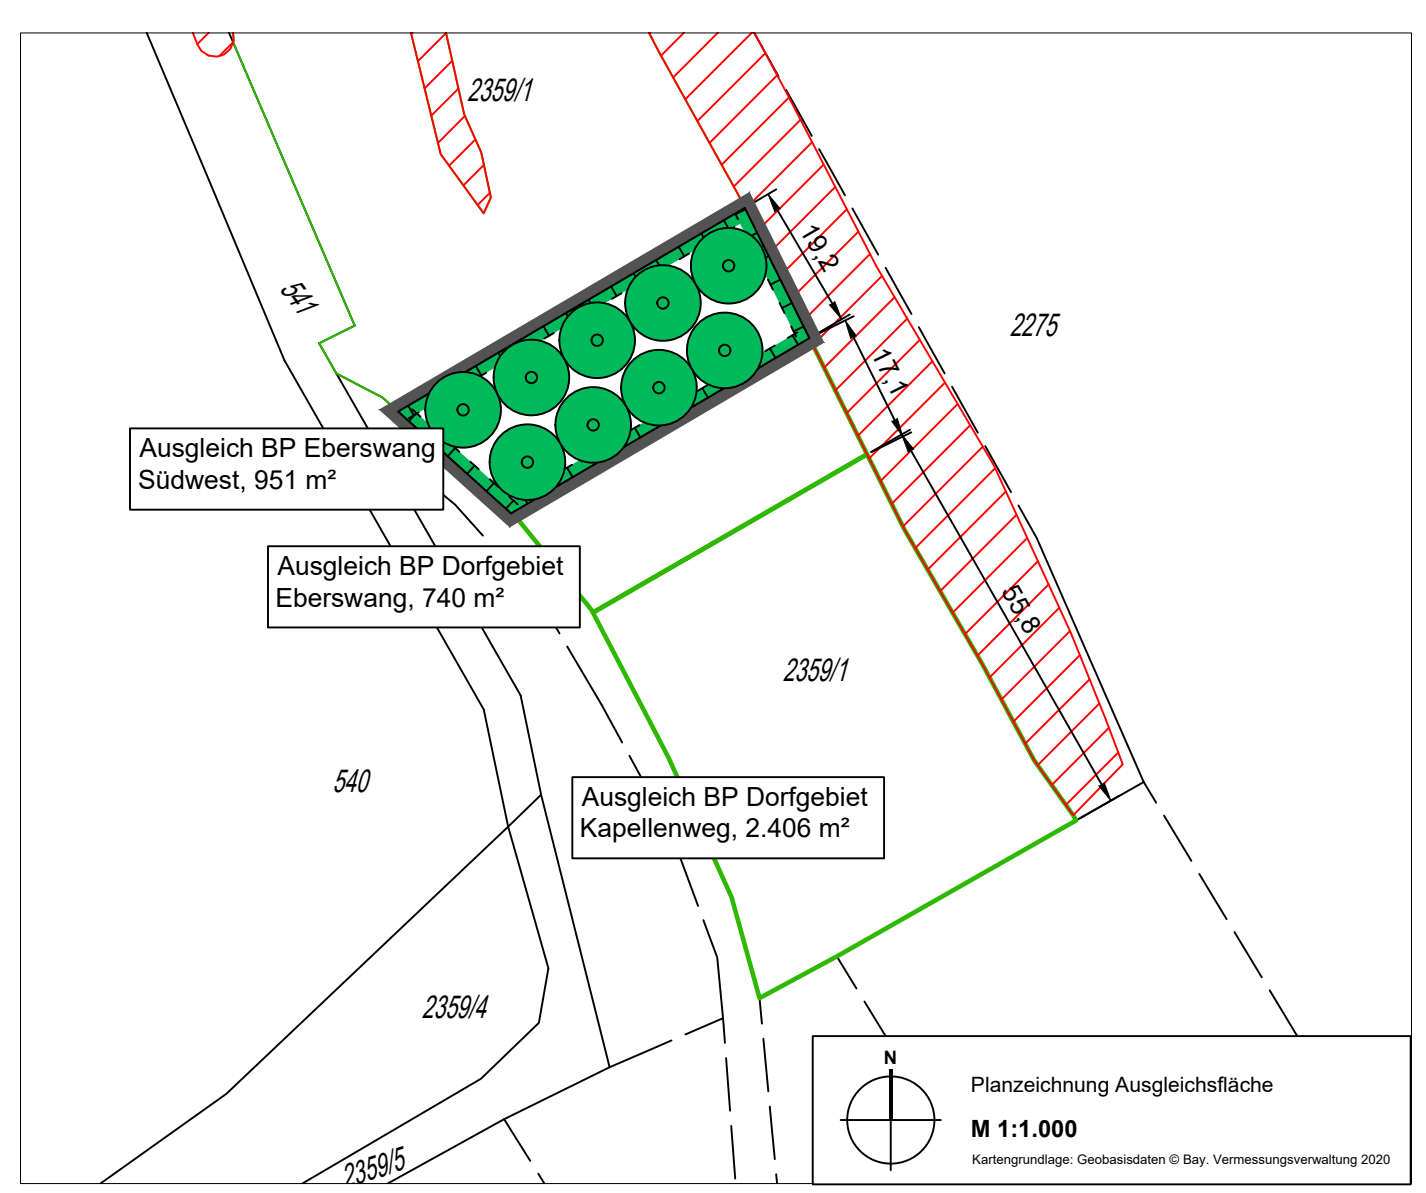 2359/1
19,2
541
2275
17,1
Ausgleich BP Eberswang
Südwest, 951 m²
Ausgleich BP Dorfgebiet
Eberswang, 740 m²
55,8
2359/1
540
Ausgleich BP Dorfgebiet
Kapellenweg, 2.406 m²
2359/4
N
Planzeichnung Ausgleichsfläche
M 1:1.000
Kartengrundlage: Geobasisdaten © Bay. Vermessungsverwaltung 2020
2359/5